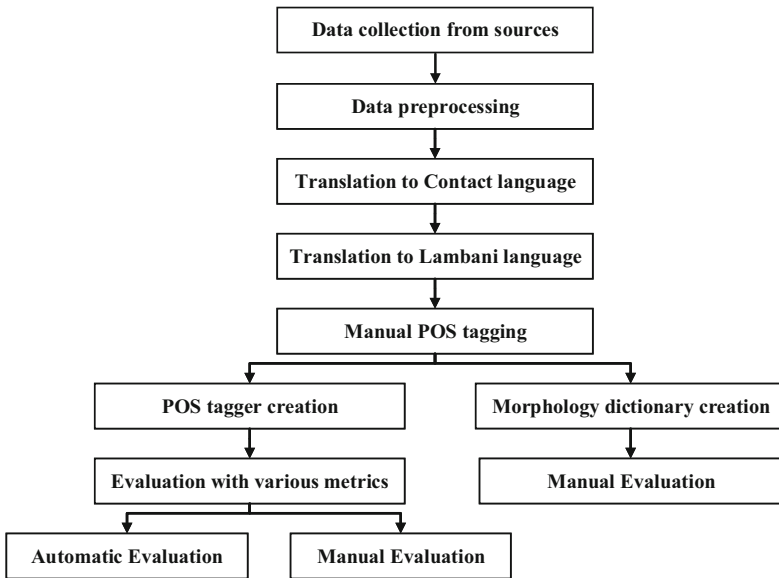 Data collection from sources
Data preprocessing
Translation to Contact language
Translation to Lambani language
Manual POS tagging
POS tagger creation
Morphology dictionary creation
Evaluation with various metrics
Manual Evaluation
Automatic Evaluation
Manual Evaluation